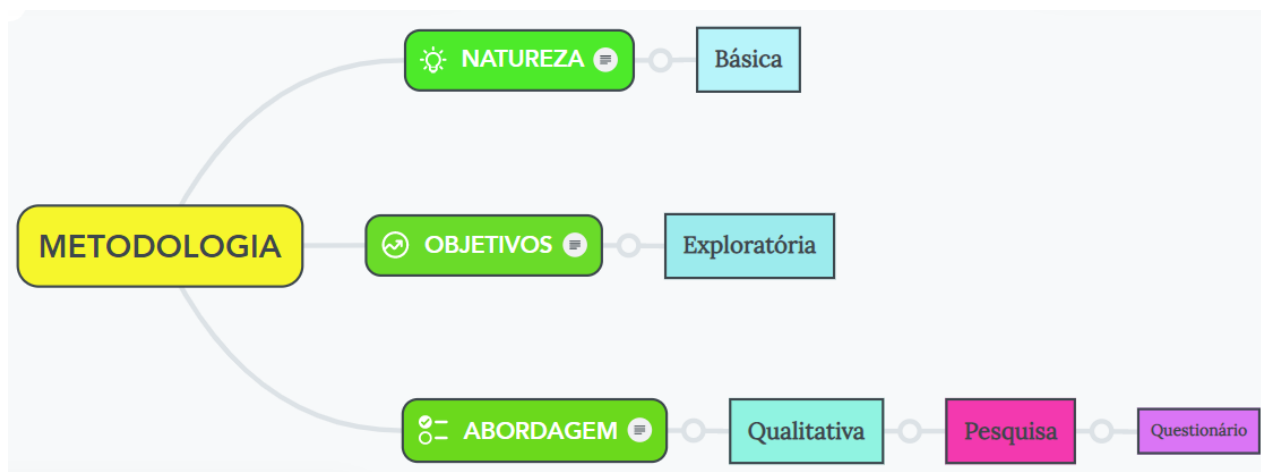 NATUREZA
Básica
METODOLOGIA
OBJETIVOS
Exploratória
ABORDAGEM
Qualitativa
Pesquisa
Questionário